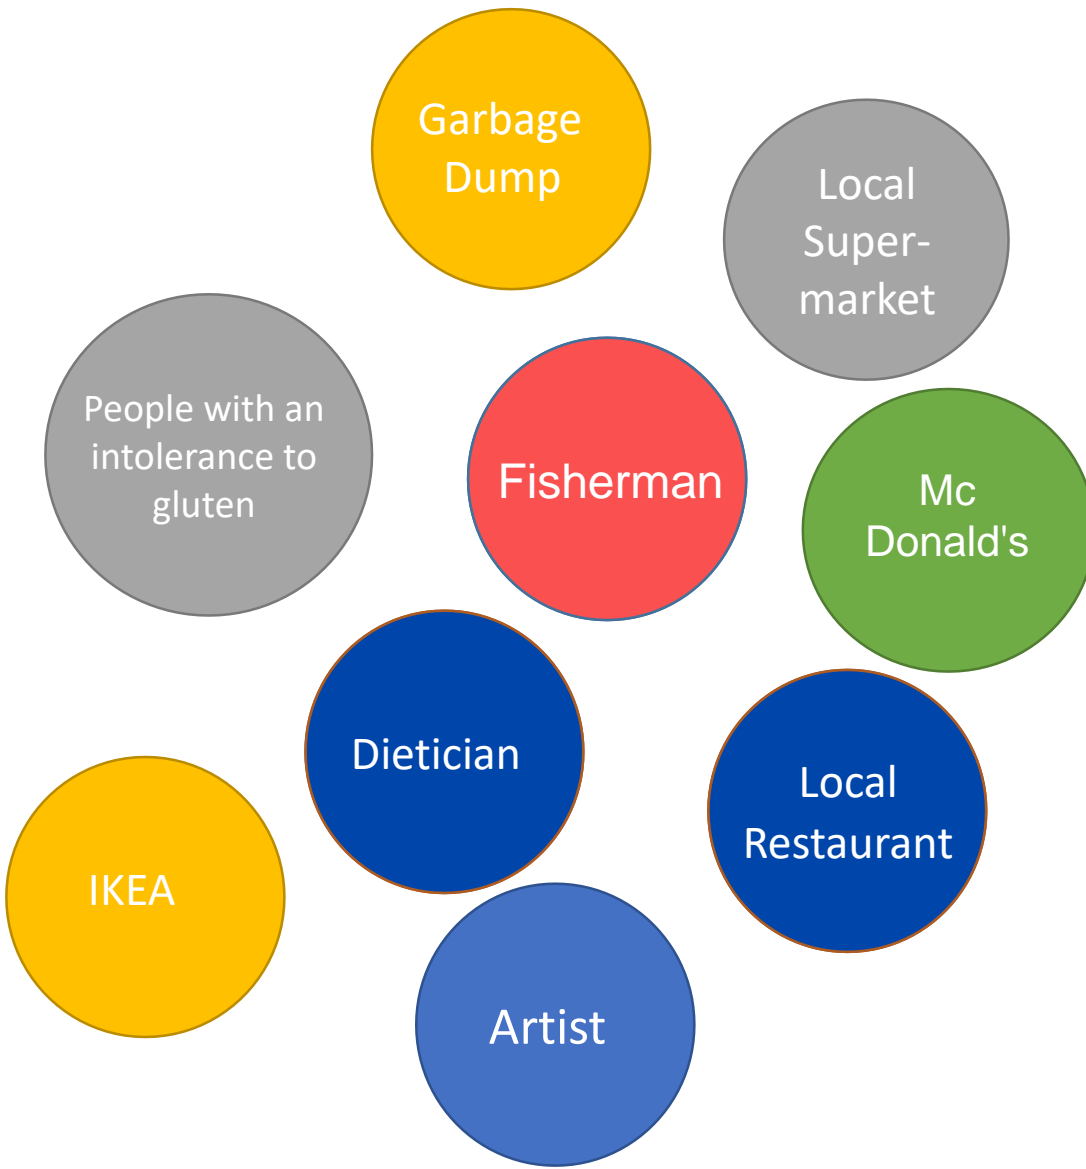 Garbage
Dump
Local
Super-
market
People with an
intolerance to
gluten
Fisherman
Mc
Donald's
Dietician
Local
Restaurant
IKEA
Artist